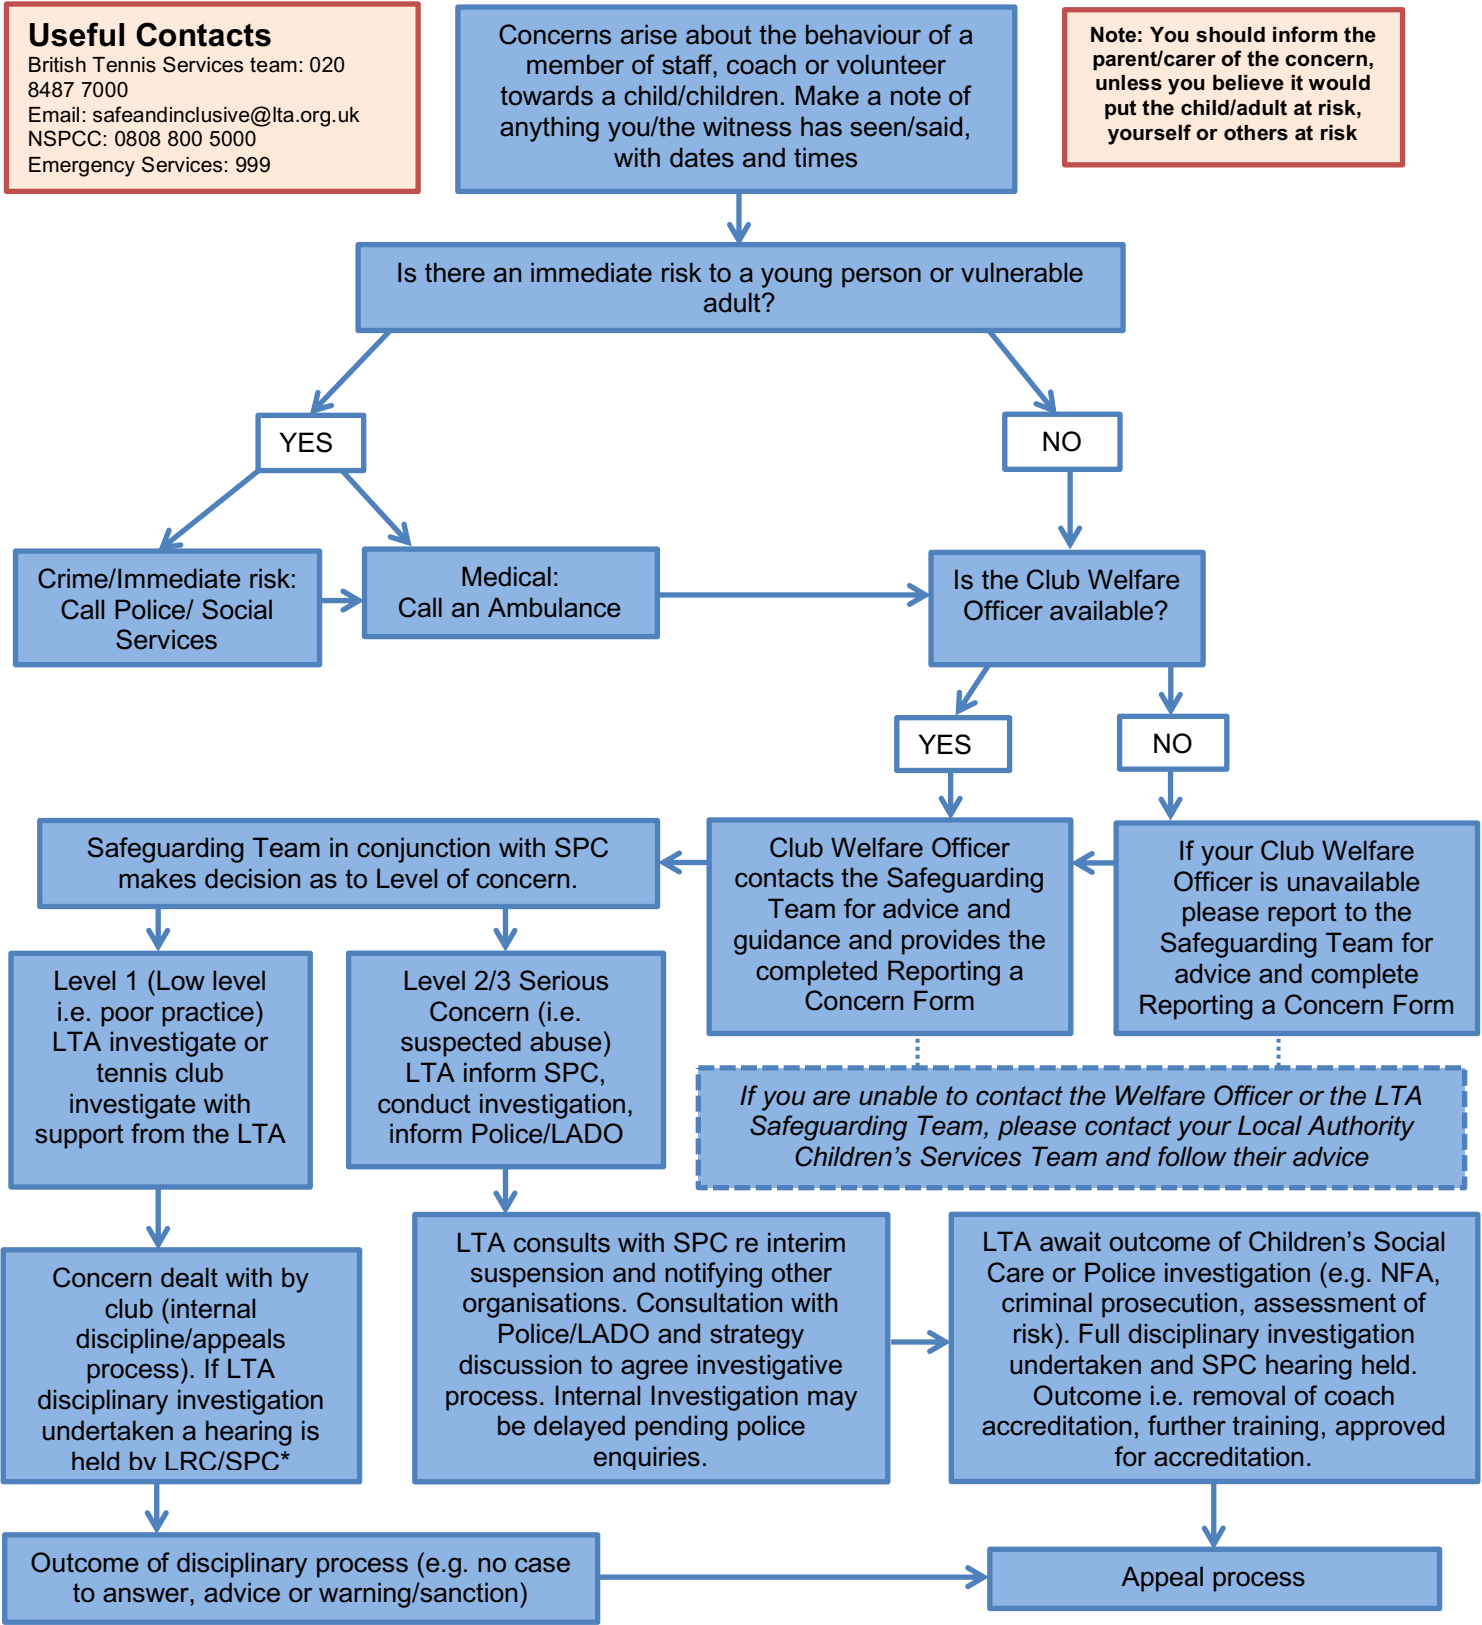 Useful Contacts
British Tennis Services team: 020
8487 7000
Email: safeandinclusive@lta.org.uk
NSPCC: 0808 800 5000
Emergency Services: 999
Concerns arise about the behaviour of a
member of staff, coach or volunteer
towards a child/children. Make a note of
anything you/the witness has seen/said,
with dates and times
Note: You should inform the
parent/carer of the concern,
unless you believe it would
put the child/adult at risk,
yourself or others at risk
Is there an immediate risk to a young person or vulnerable
adult?
YES
NO
Crime/Immediate risk:
Call Police/ Social
Services
Medical:
Call an Ambulance
Is the Club Welfare
Officer available?
YES
NO
Safeguarding Team in conjunction with SPC
makes decision as to Level of concern.
Club Welfare Officer
contacts the Safeguarding
Team for advice and
guidance and provides the
completed Reporting a
Concern Form
If your Club Welfare
Officer is unavailable
please report to the
Safeguarding Team for
advice and complete
Reporting a Concern Form
Level 1 (Low level
i.e. poor practice)
LTA investigate or
tennis club
investigate with
support from the LTA
Level 2/3 Serious
Concern (i.e.
suspected abuse)
LTA inform SPC,
conduct investigation,
inform Police/LADO
If you are unable to contact the Welfare Officer or the LTA
Safeguarding Team, please contact your Local Authority
Children’s Services Team and follow their advice
Concern dealt with by
club (internal
discipline/appeals
process). If LTA
disciplinary investigation
undertaken a hearing is
held by LRC/SPC*
LTA consults with SPC re interim
suspension and notifying other
organisations. Consultation with
Police/LADO and strategy
discussion to agree investigative
process. Internal Investigation may
be delayed pending police
enquiries.
LTA await outcome of Children’s Social
Care or Police investigation (e.g. NFA,
criminal prosecution, assessment of
risk). Full disciplinary investigation
undertaken and SPC hearing held.
Outcome i.e. removal of coach
accreditation, further training, approved
for accreditation.
Outcome of disciplinary process (e.g. no case
to answer, advice or warning/sanction)
Appeal process